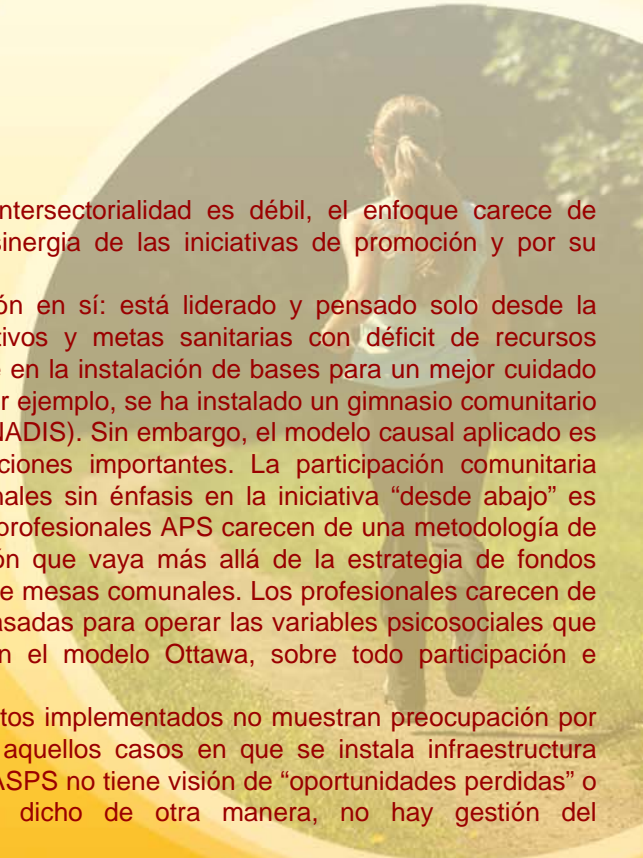 ntersectorialidad es débil, el enfoque carece de
sinergia de las iniciativas de promoción y por su
ón en sí: está liderado y pensado solo desde la
tivos y metas sanitarias con déficit de recursos
e en la instalación de bases para un mejor cuidado
or ejemplo, se ha instalado un gimnasio comunitario
NADIS). Sin embargo, el modelo causal aplicado es
ciones importantes. La participación comunitaria
nales sin énfasis en la iniciativa “desde abajo” es
profesionales APS carecen de una metodología de
ón que vaya más allá de la estrategia de fondos
e mesas comunales. Los profesionales carecen de
asadas para operar las variables psicosociales que
n el modelo Ottawa, sobre todo participación e
tos implementados no muestran preocupación por
aquellos casos en que se instala infraestructura
ASPS no tiene visión de “oportunidades perdidas” o
dicho de otra manera, no hay gestión del